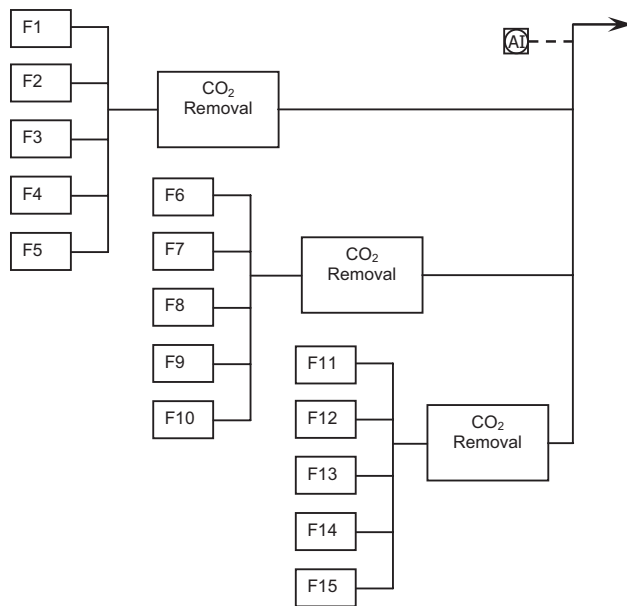 F1
F2
F3
F4
F5
CO₂
Removal
AI
F6
F7
F8
F9
F10
CO₂
Removal
F11
F12
F13
F14
F15
CO₂
Removal